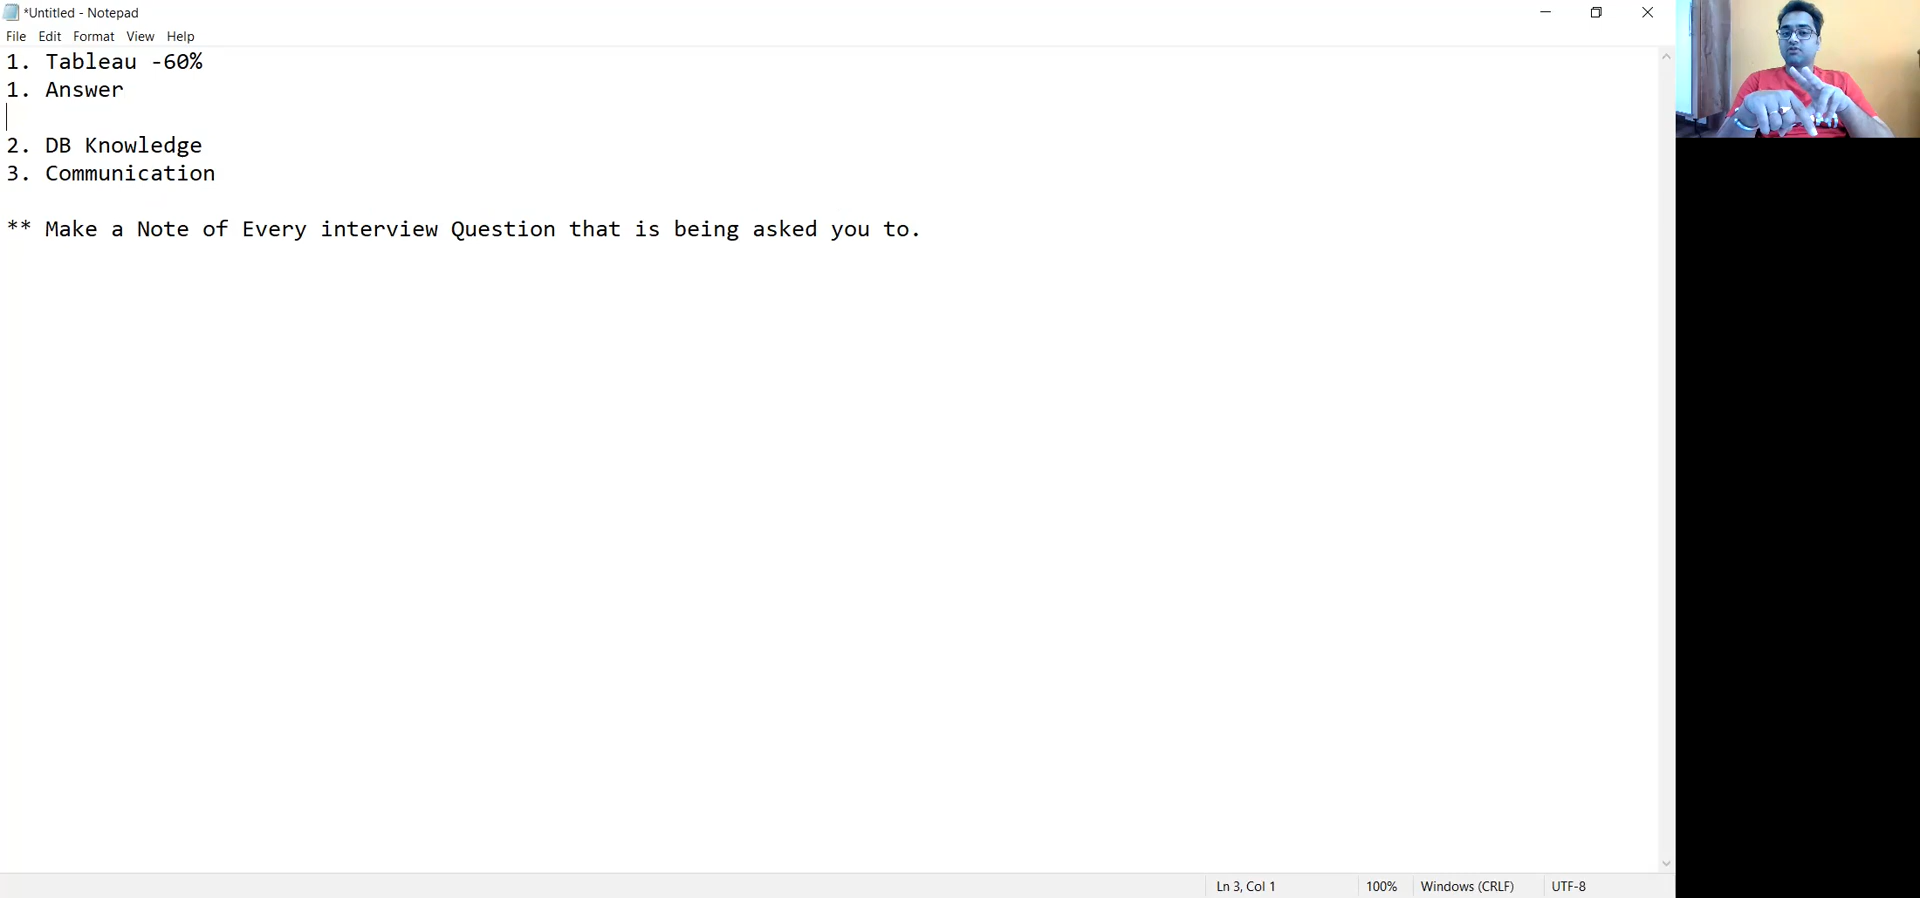 *Untitled - Notepad
File Edit Format View Help
1. Tableau -60%
1. Answer
2. DB Knowledge
3. Communication
** Make a Note of Every interview Question that is being asked you to.
Ln 3, Col 1 100% Windows (CRLF) UTF-8